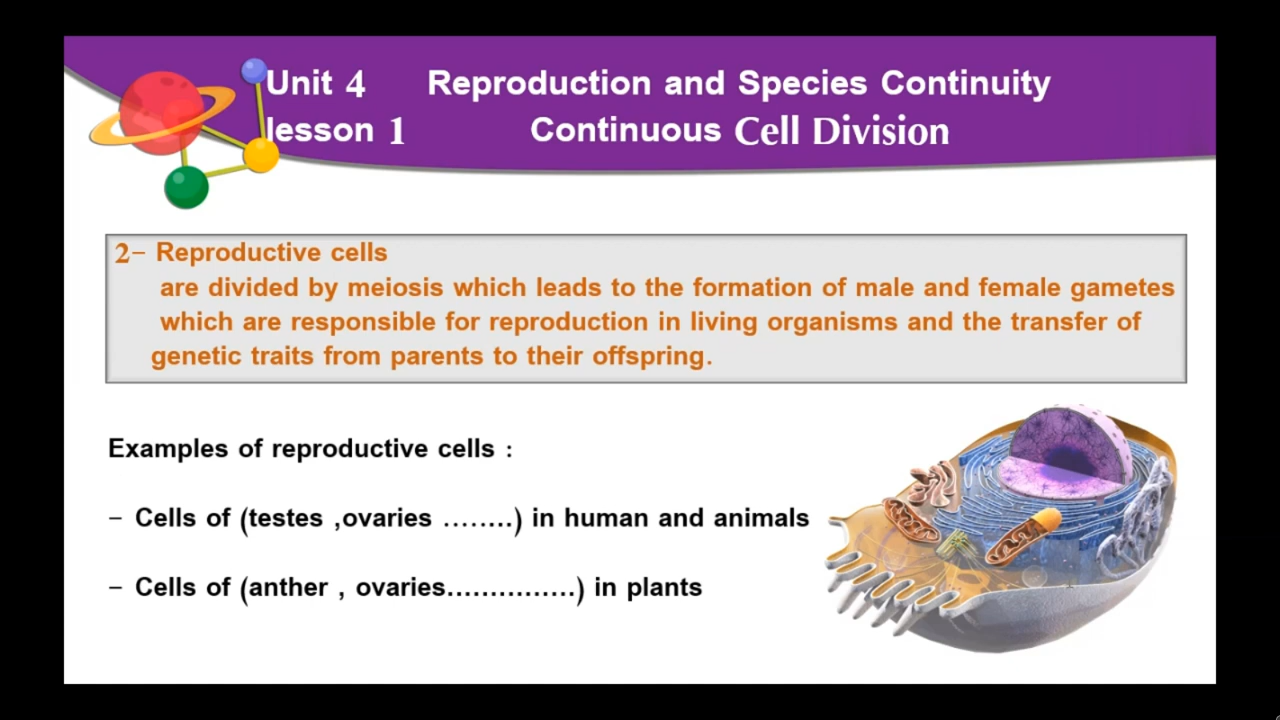 Unit 4 Reproduction and Species Continuity
lesson 1 Continuous Cell Division
2- Reproductive cells
are divided by meiosis which leads to the formation of male and female gametes
which are responsible for reproduction in living organisms and the transfer of
genetic traits from parents to their offspring.
Examples of reproductive cells :
- Cells of (testes ,ovaries ........) in human and animals
- Cells of (anther , ovaries...............) in plants